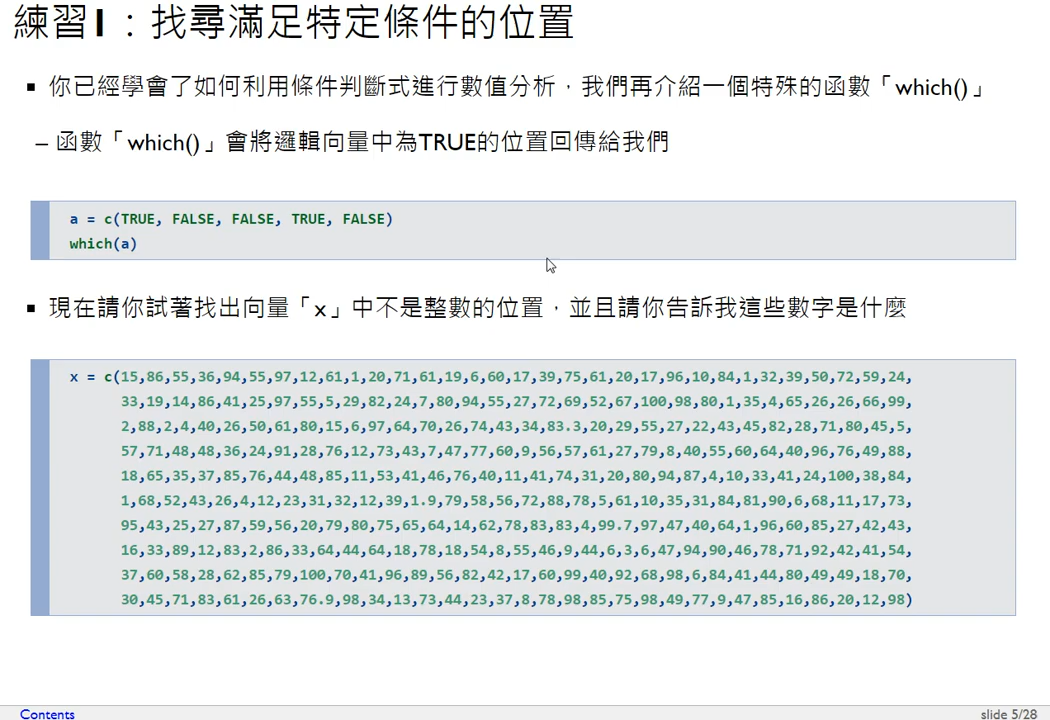 練習1：找尋滿足特定條件的位置
▪ 你已經學會了如何利用條件判斷式進行數值分析，我們再介紹一個特殊的函數「which()」
– 函數「which()」會將邏輯向量中為TRUE的位置回傳給我們
a = c(TRUE, FALSE, FALSE, TRUE, FALSE)
which(a)
▪ 現在請你試著找出向量「x」中不是整數的位置，並且請你告訴我這些數字是什麼
x = c(15,86,55,36,94,55,97,12,61,1,20,71,61,19,6,60,17,39,75,61,20,17,96,10,84,1,32,39,50,72,59,24,
33,19,14,86,41,25,97,55,5,29,82,24,7,80,94,55,27,72,69,52,67,100,98,80,1,35,4,65,26,26,66,99,
2,88,2,4,40,26,50,61,80,15,6,97,64,70,26,74,43,34,83.3,20,29,55,27,22,43,45,82,28,71,80,45,5,
57,71,48,48,36,24,91,28,76,12,73,43,7,47,77,60,9,56,57,61,27,79,8,40,55,60,64,40,96,76,49,88,
18,65,35,37,85,76,44,48,85,11,53,41,46,76,40,11,41,74,31,20,80,94,87,4,10,33,41,24,100,38,84,
1,68,52,43,26,4,12,23,31,32,12,39,1.9,79,58,56,72,88,78,5,61,10,35,31,84,81,90,6,68,11,17,73,
95,43,25,27,87,59,56,20,79,80,75,65,64,14,62,78,83,83,4,99.7,97,47,40,64,1,96,60,85,27,42,43,
16,33,89,12,83,2,86,33,64,44,64,18,78,18,54,8,55,46,9,44,6,3,6,47,94,90,46,78,71,92,42,41,54,
37,60,58,28,62,85,79,100,70,41,96,89,56,82,42,17,60,99,40,92,68,98,6,84,41,44,80,49,49,18,70,
30,45,71,83,61,26,63,76.9,98,34,13,73,44,23,37,8,78,98,85,75,98,49,77,9,47,85,16,86,20,12,98)
Contents
slide 5/28